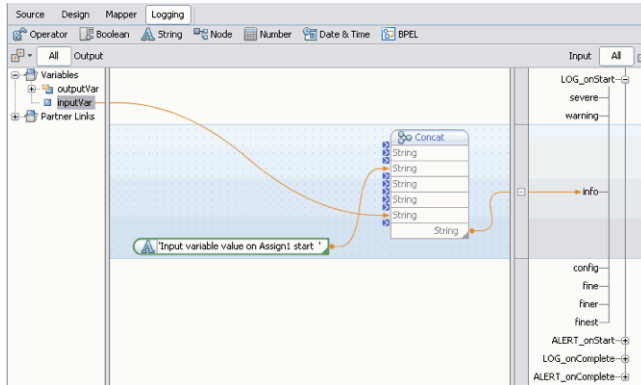 Source Design Mapper Logging
Operator Boolean String Node Number Date & Time BPEL
All Output Input All
Variables
outputVar
inputVar
Partner Links
LOG_onStart
severe
warning
Concat
String
String
String
String
String
String
info
'Input variable value on Assign1 start '
config
fine
finer
finest
ALERT_onStart
LOG_onComplete
ALERT_onComplete